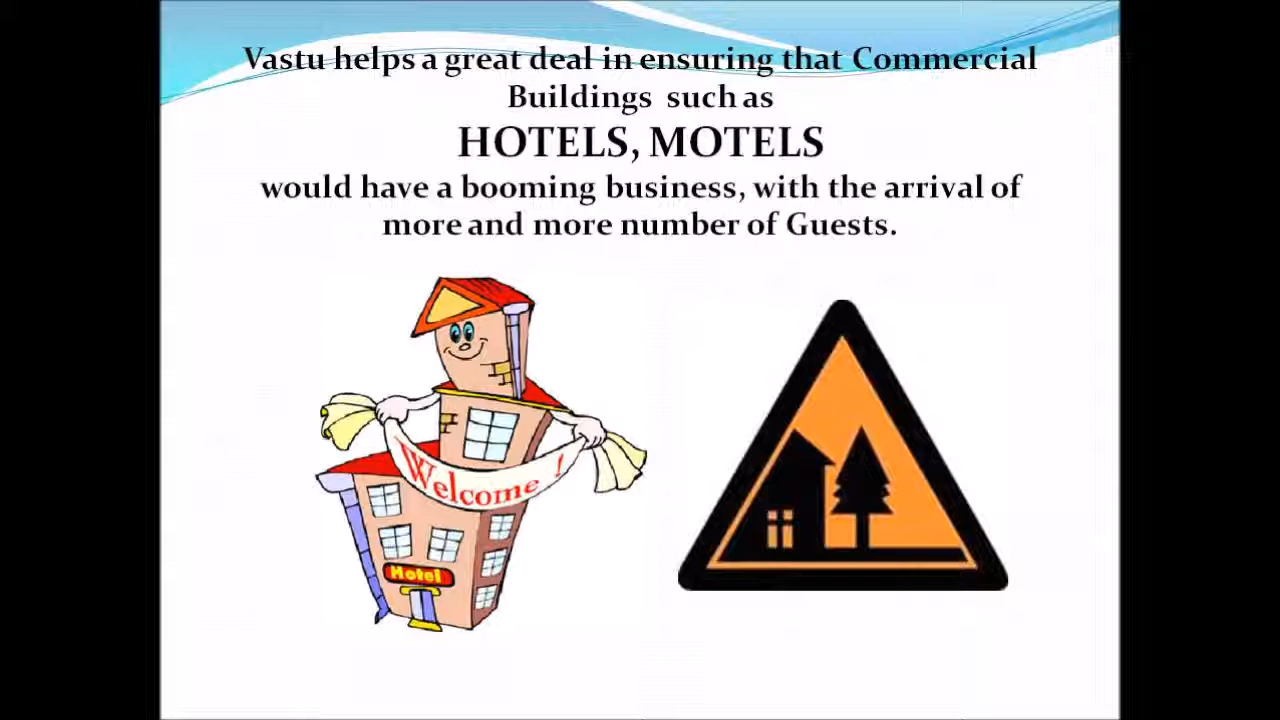 Vastu helps a great deal in ensuring that Commercial
Buildings such as
HOTELS, MOTELS
would have a booming business, with the arrival of
more and more number of Guests.
Welcome !
Hotel